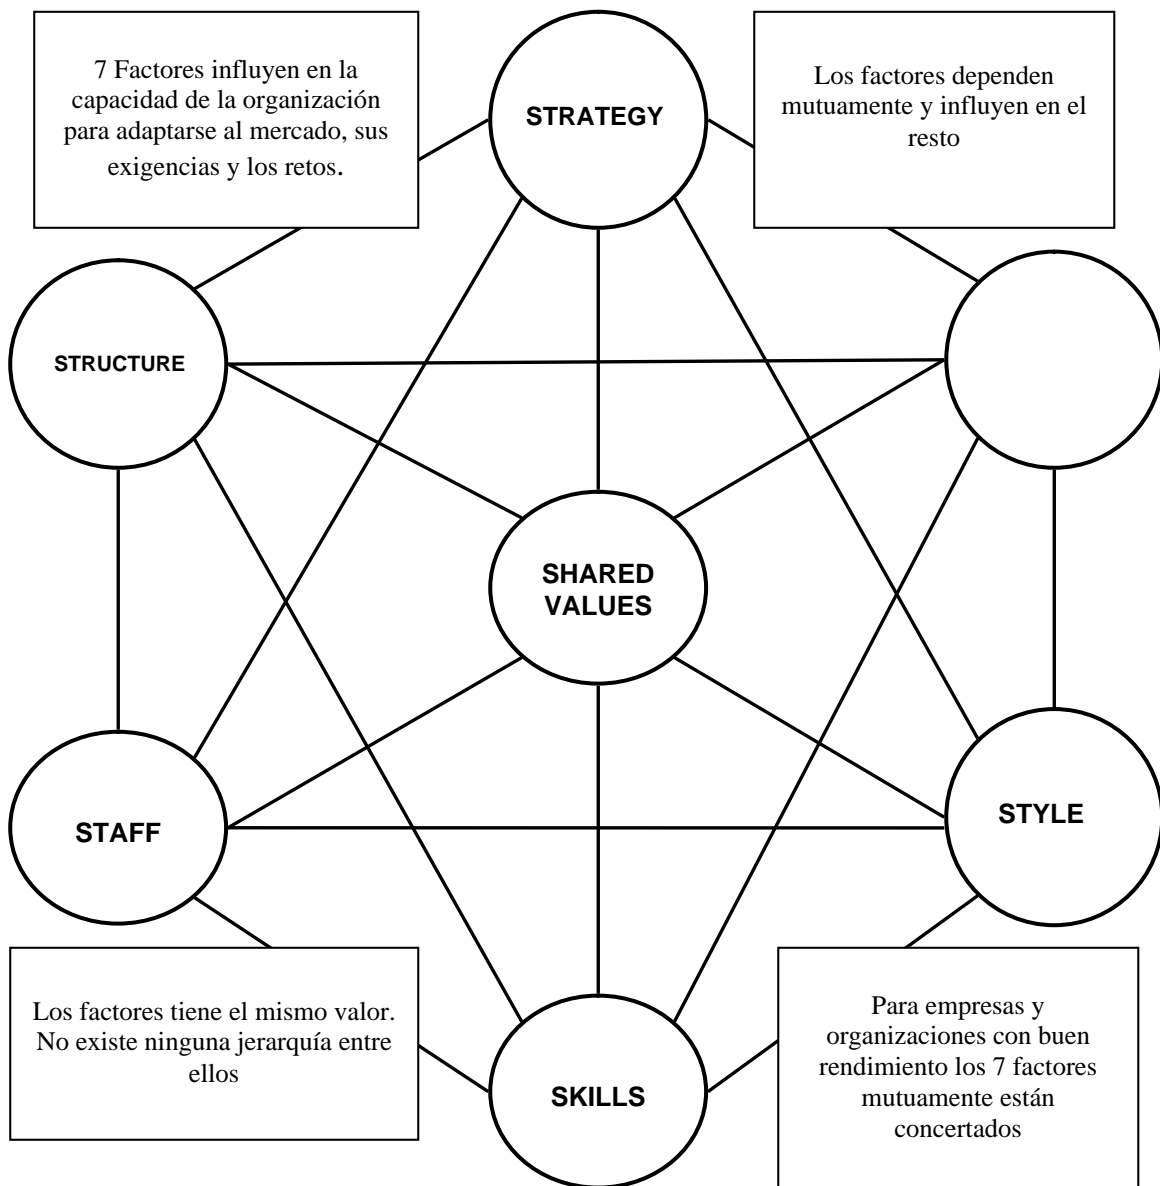 7 Factores influyen en la
capacidad de la organización
para adaptarse al mercado, sus
exigencias y los retos.
STRATEGY
Los factores dependen
mutuamente y influyen en el
resto
STRUCTURE
SHARED
VALUES
STAFF
STYLE
Los factores tiene el mismo valor.
No existe ninguna jerarquía entre
ellos
SKILLS
Para empresas y
organizaciones con buen
rendimiento los 7 factores
mutuamente están
concertados